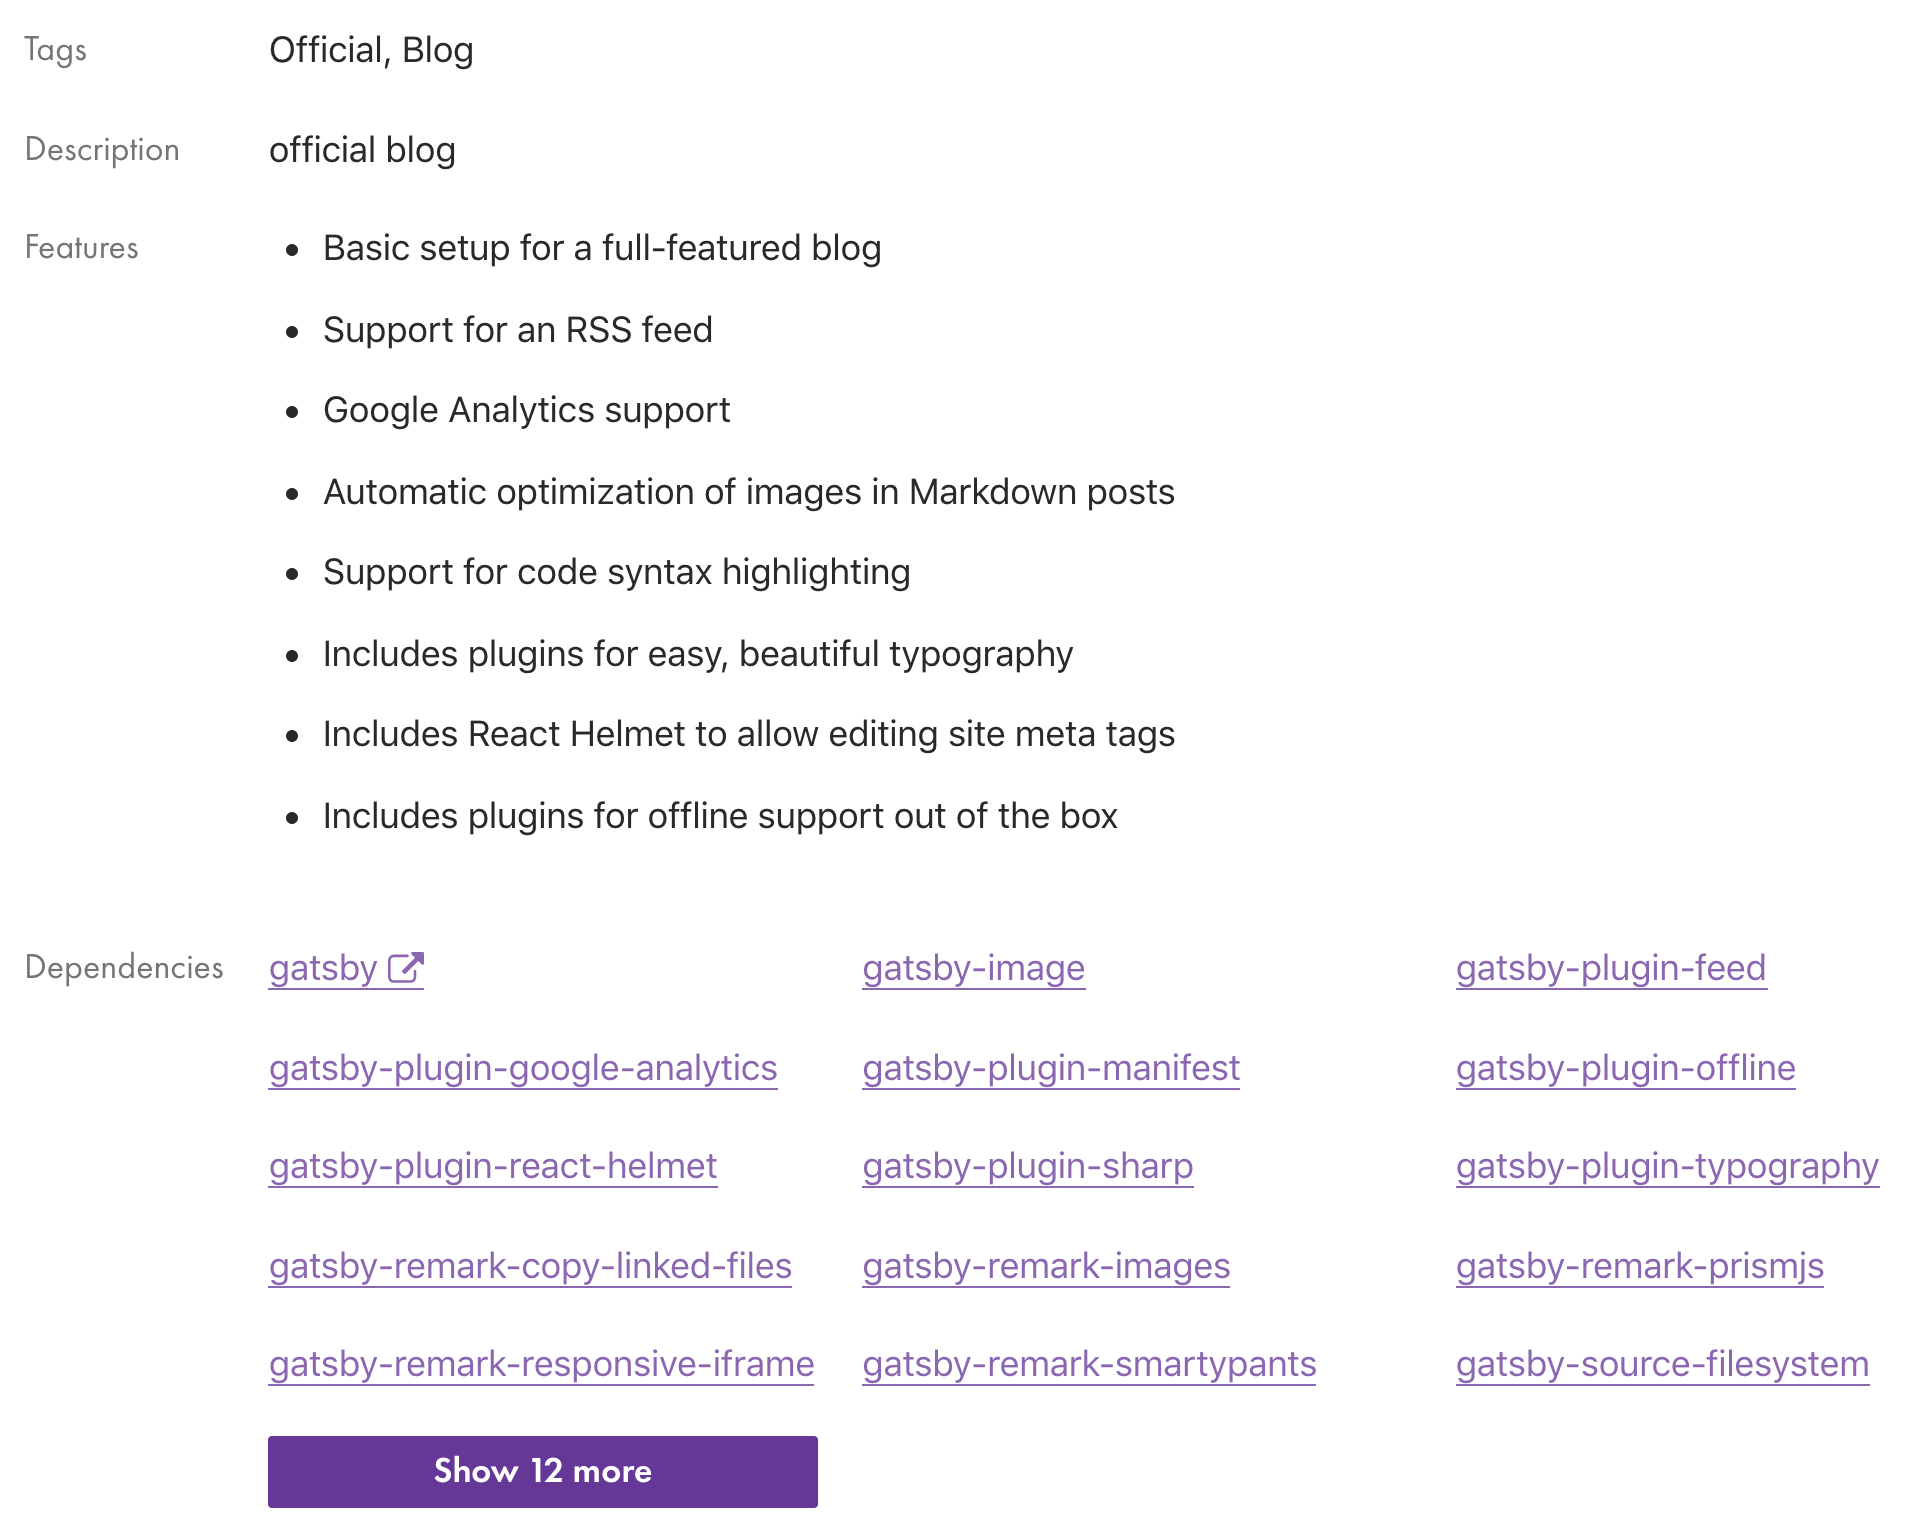 Tags Official, Blog
Description official blog
Features
• Basic setup for a full-featured blog
• Support for an RSS feed
• Google Analytics support
• Automatic optimization of images in Markdown posts
• Support for code syntax highlighting
• Includes plugins for easy, beautiful typography
• Includes React Helmet to allow editing site meta tags
• Includes plugins for offline support out of the box
Dependencies gatsby gatsby-image gatsby-plugin-feed
gatsby-plugin-google-analytics gatsby-plugin-manifest gatsby-plugin-offline
gatsby-plugin-react-helmet gatsby-plugin-sharp gatsby-plugin-typography
gatsby-remark-copy-linked-files gatsby-remark-images gatsby-remark-prismjs
gatsby-remark-responsive-iframe gatsby-remark-smartypants gatsby-source-filesystem
Show 12 more